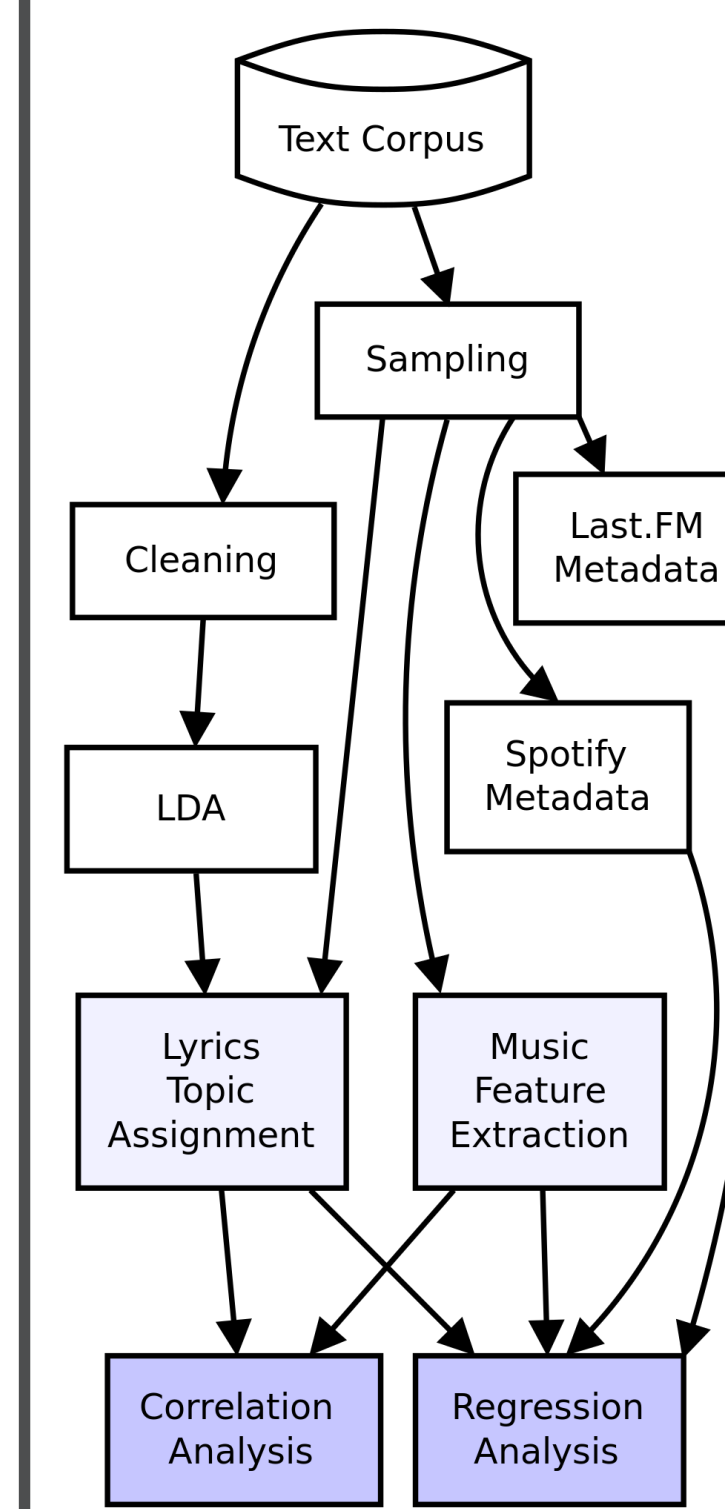 Text Corpus
Sampling
Last.FM
Metadata
Cleaning
Spotify
Metadata
LDA
Lyrics
Topic
Assignment
Music
Feature
Extraction
Correlation
Analysis
Regression
Analysis